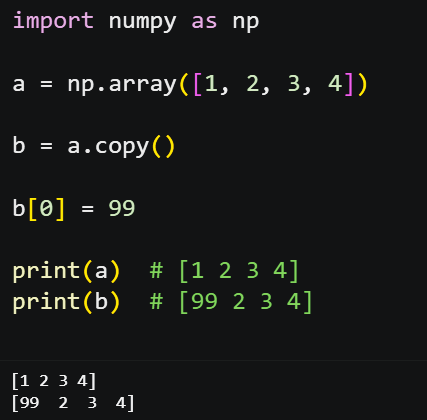 import numpy as np
a = np.array([1, 2, 3, 4])
b = a.copy()
b[0] = 99
print(a)  # [1 2 3 4]
print(b)  # [99 2 3 4]
[1 2 3 4]
[99  2  3  4]